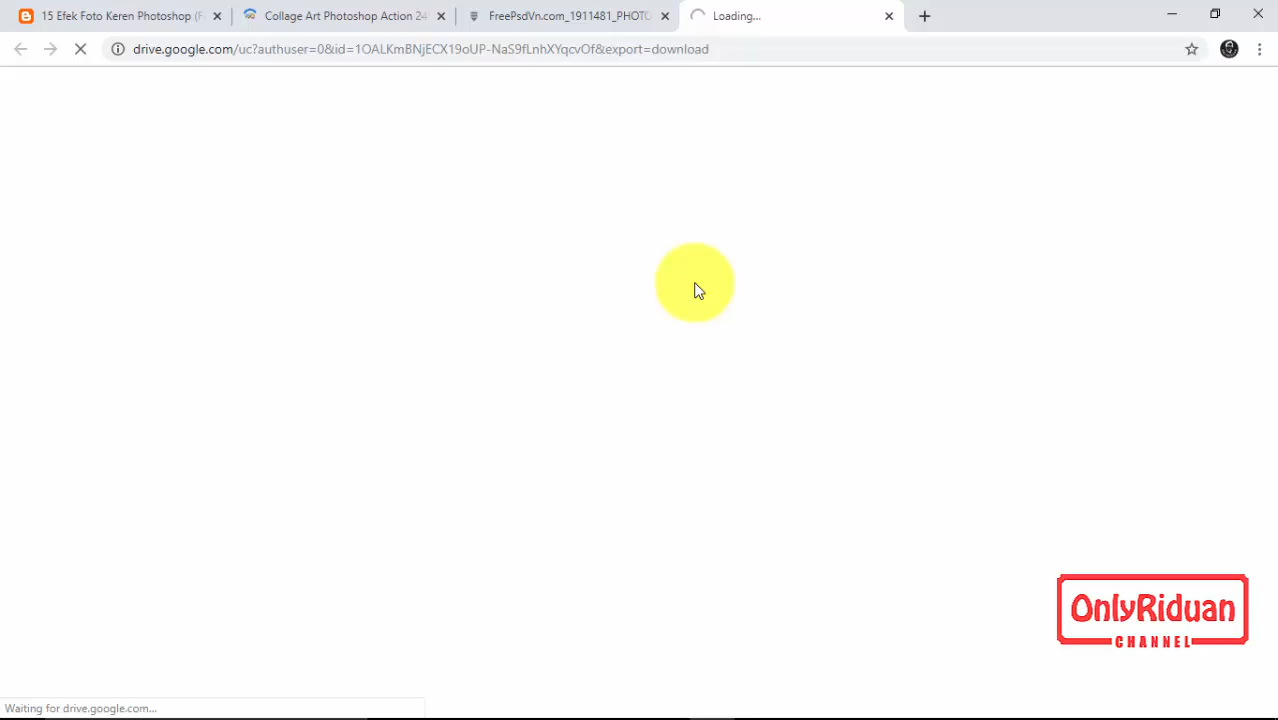 15 Efek Foto Keren Photoshop (F
Collage Art Photoshop Action 24
FreePsdVn.com_1911481_PHOTO
Loading...
drive.google.com/uc?authuser=0&id=1OALKmBNjECX19oUP-NaS9fLnhXYqcvOf&export=download
OnlyRiduan
CHANNEL
Waiting for drive.google.com...